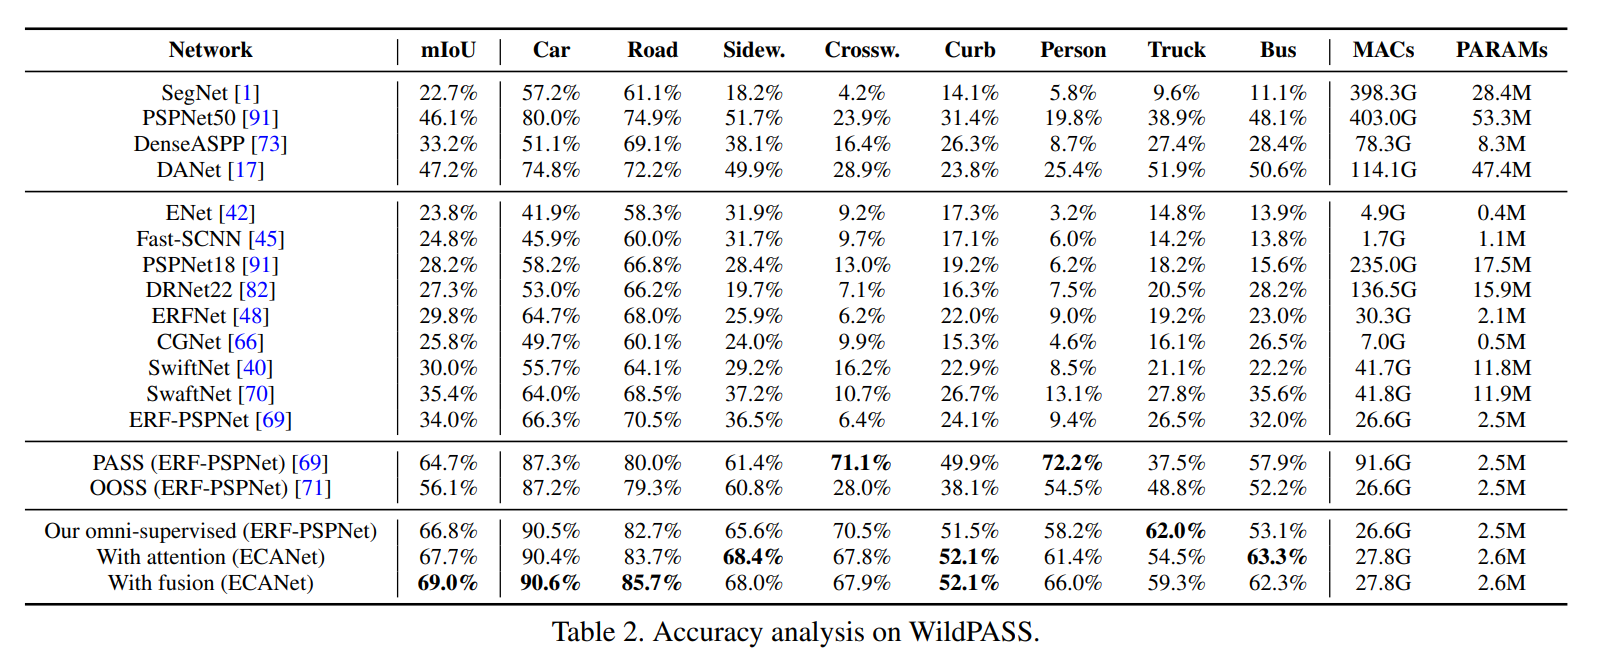 Network mIoU Car Road Sidew. Crossw. Curb Person Truck Bus MACs PARAMs
SegNet [1] 22.7% 57.2% 61.1% 18.2% 4.2% 14.1% 5.8% 9.6% 11.1% 398.3G 28.4M
PSPNet50 [91] 46.1% 80.0% 74.9% 51.7% 23.9% 31.4% 19.8% 38.9% 48.1% 403.0G 53.3M
DenseASPP [73] 33.2% 51.1% 69.1% 38.1% 16.4% 26.3% 8.7% 27.4% 28.4% 78.3G 8.3M
DANet [17] 47.2% 74.8% 72.2% 49.9% 28.9% 23.8% 25.4% 51.9% 50.6% 114.1G 47.4M
ENet [42] 23.8% 41.9% 58.3% 31.9% 9.2% 17.3% 3.2% 14.8% 13.9% 4.9G 0.4M
Fast-SCNN [45] 24.8% 45.9% 60.0% 31.7% 9.7% 17.1% 6.0% 14.2% 13.8% 1.7G 1.1M
PSPNet18 [91] 28.2% 58.2% 66.8% 28.4% 13.0% 19.2% 6.2% 18.2% 15.6% 235.0G 17.5M
DRNet22 [82] 27.3% 53.0% 66.2% 19.7% 7.1% 16.3% 7.5% 20.5% 28.2% 136.5G 15.9M
ERFNet [48] 29.8% 64.7% 68.0% 25.9% 6.2% 22.0% 9.0% 19.2% 23.0% 30.3G 2.1M
CGNet [66] 25.8% 49.7% 60.1% 24.0% 9.9% 15.3% 4.6% 16.1% 26.5% 7.0G 0.5M
SwiftNet [40] 30.0% 55.7% 64.1% 29.2% 16.2% 22.9% 8.5% 21.1% 22.2% 41.7G 11.8M
SwaftNet [70] 35.4% 64.0% 68.5% 37.2% 10.7% 26.7% 13.1% 27.8% 35.6% 41.8G 11.9M
ERF-PSPNet [69] 34.0% 66.3% 70.5% 36.5% 6.4% 24.1% 9.4% 26.5% 32.0% 26.6G 2.5M
PASS (ERF-PSPNet) [69] 64.7% 87.3% 80.0% 61.4% 71.1% 49.9% 72.2% 37.5% 57.9% 91.6G 2.5M
OOSS (ERF-PSPNet) [71] 56.1% 87.2% 79.3% 60.8% 28.0% 38.1% 54.5% 48.8% 52.2% 26.6G 2.5M
Our omni-supervised (ERF-PSPNet) 66.8% 90.5% 82.7% 65.6% 70.5% 51.5% 58.2% 62.0% 53.1% 26.6G 2.5M
With attention (ECANet) 67.7% 90.4% 83.7% 68.4% 67.8% 52.1% 61.4% 54.5% 63.3% 27.8G 2.6M
With fusion (ECANet) 69.0% 90.6% 85.7% 68.0% 67.9% 52.1% 66.0% 59.3% 62.3% 27.8G 2.6M
Table 2. Accuracy analysis on WildPASS.